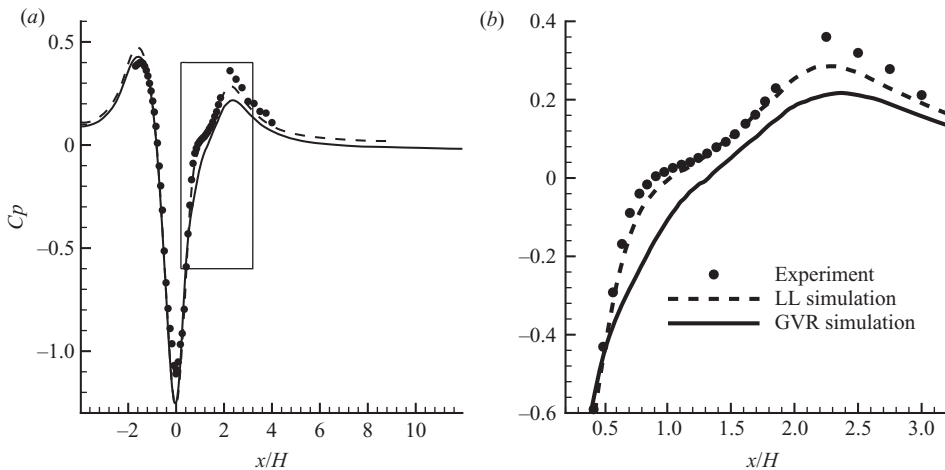 (a)
0.5
0
–0.5
–1.0
Cp
–2 0 2 4 6 8 10
x/H
(b)
0.4
0.2
0
–0.2
–0.4
–0.6
Experiment
LL simulation
GVR simulation
0.5 1.0 1.5 2.0 2.5 3.0
x/H